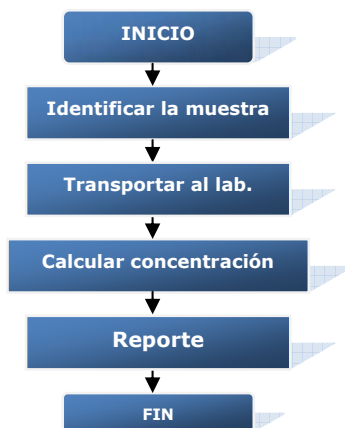 INICIO
Identificar la muestra
Transportar al lab.
Calcular concentración
Reporte
FIN